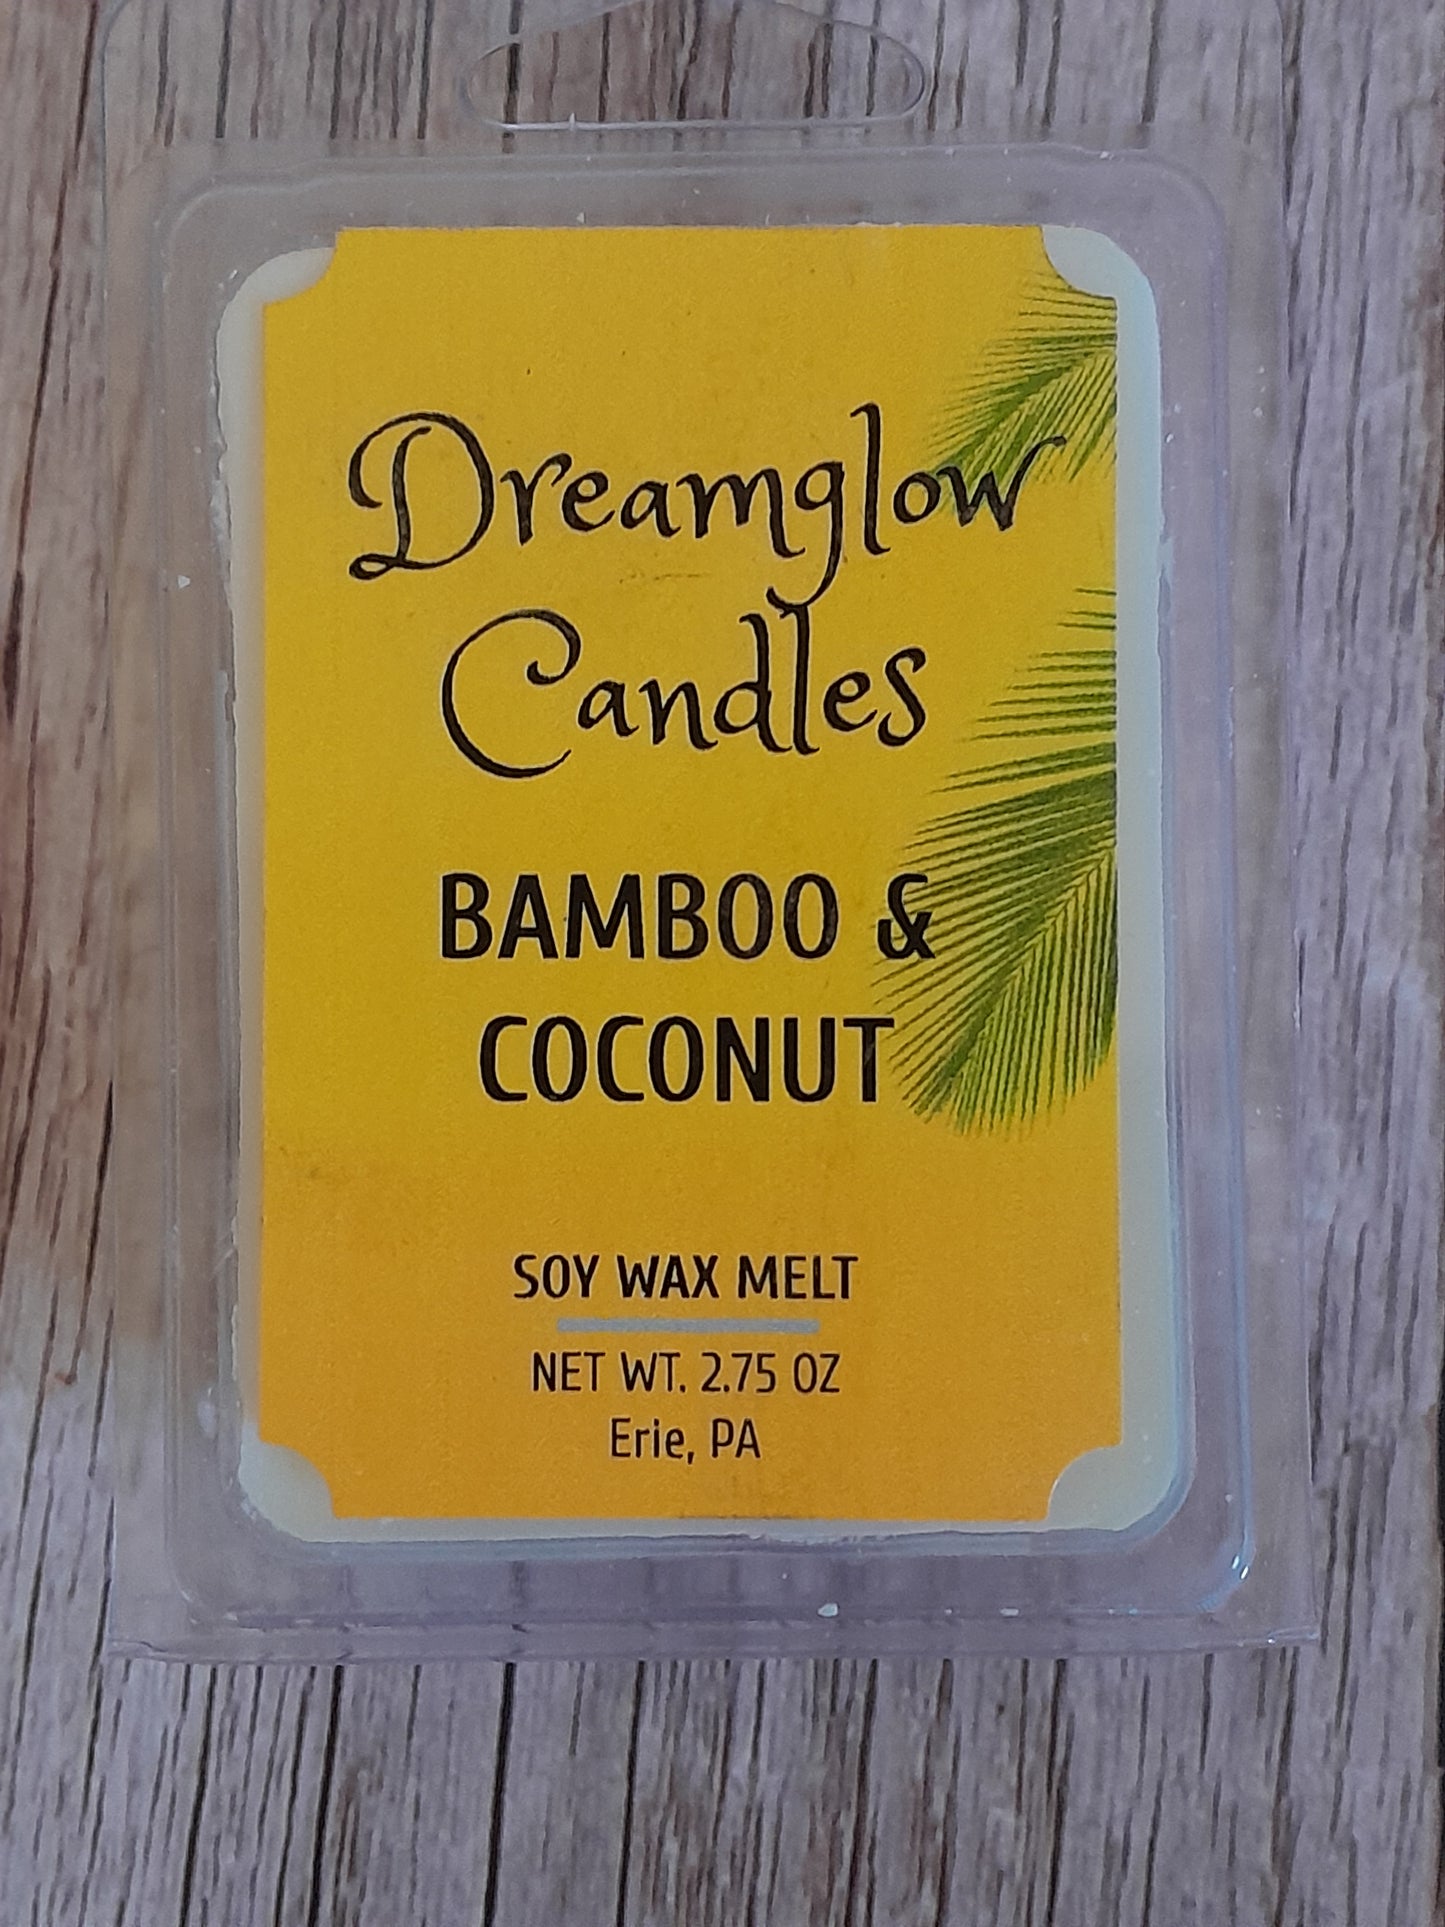 Dreamglow
Candles
BAMBOO &
COCONUT
SOY WAX MELT
NET WT. 2.75 OZ
Erie, PA